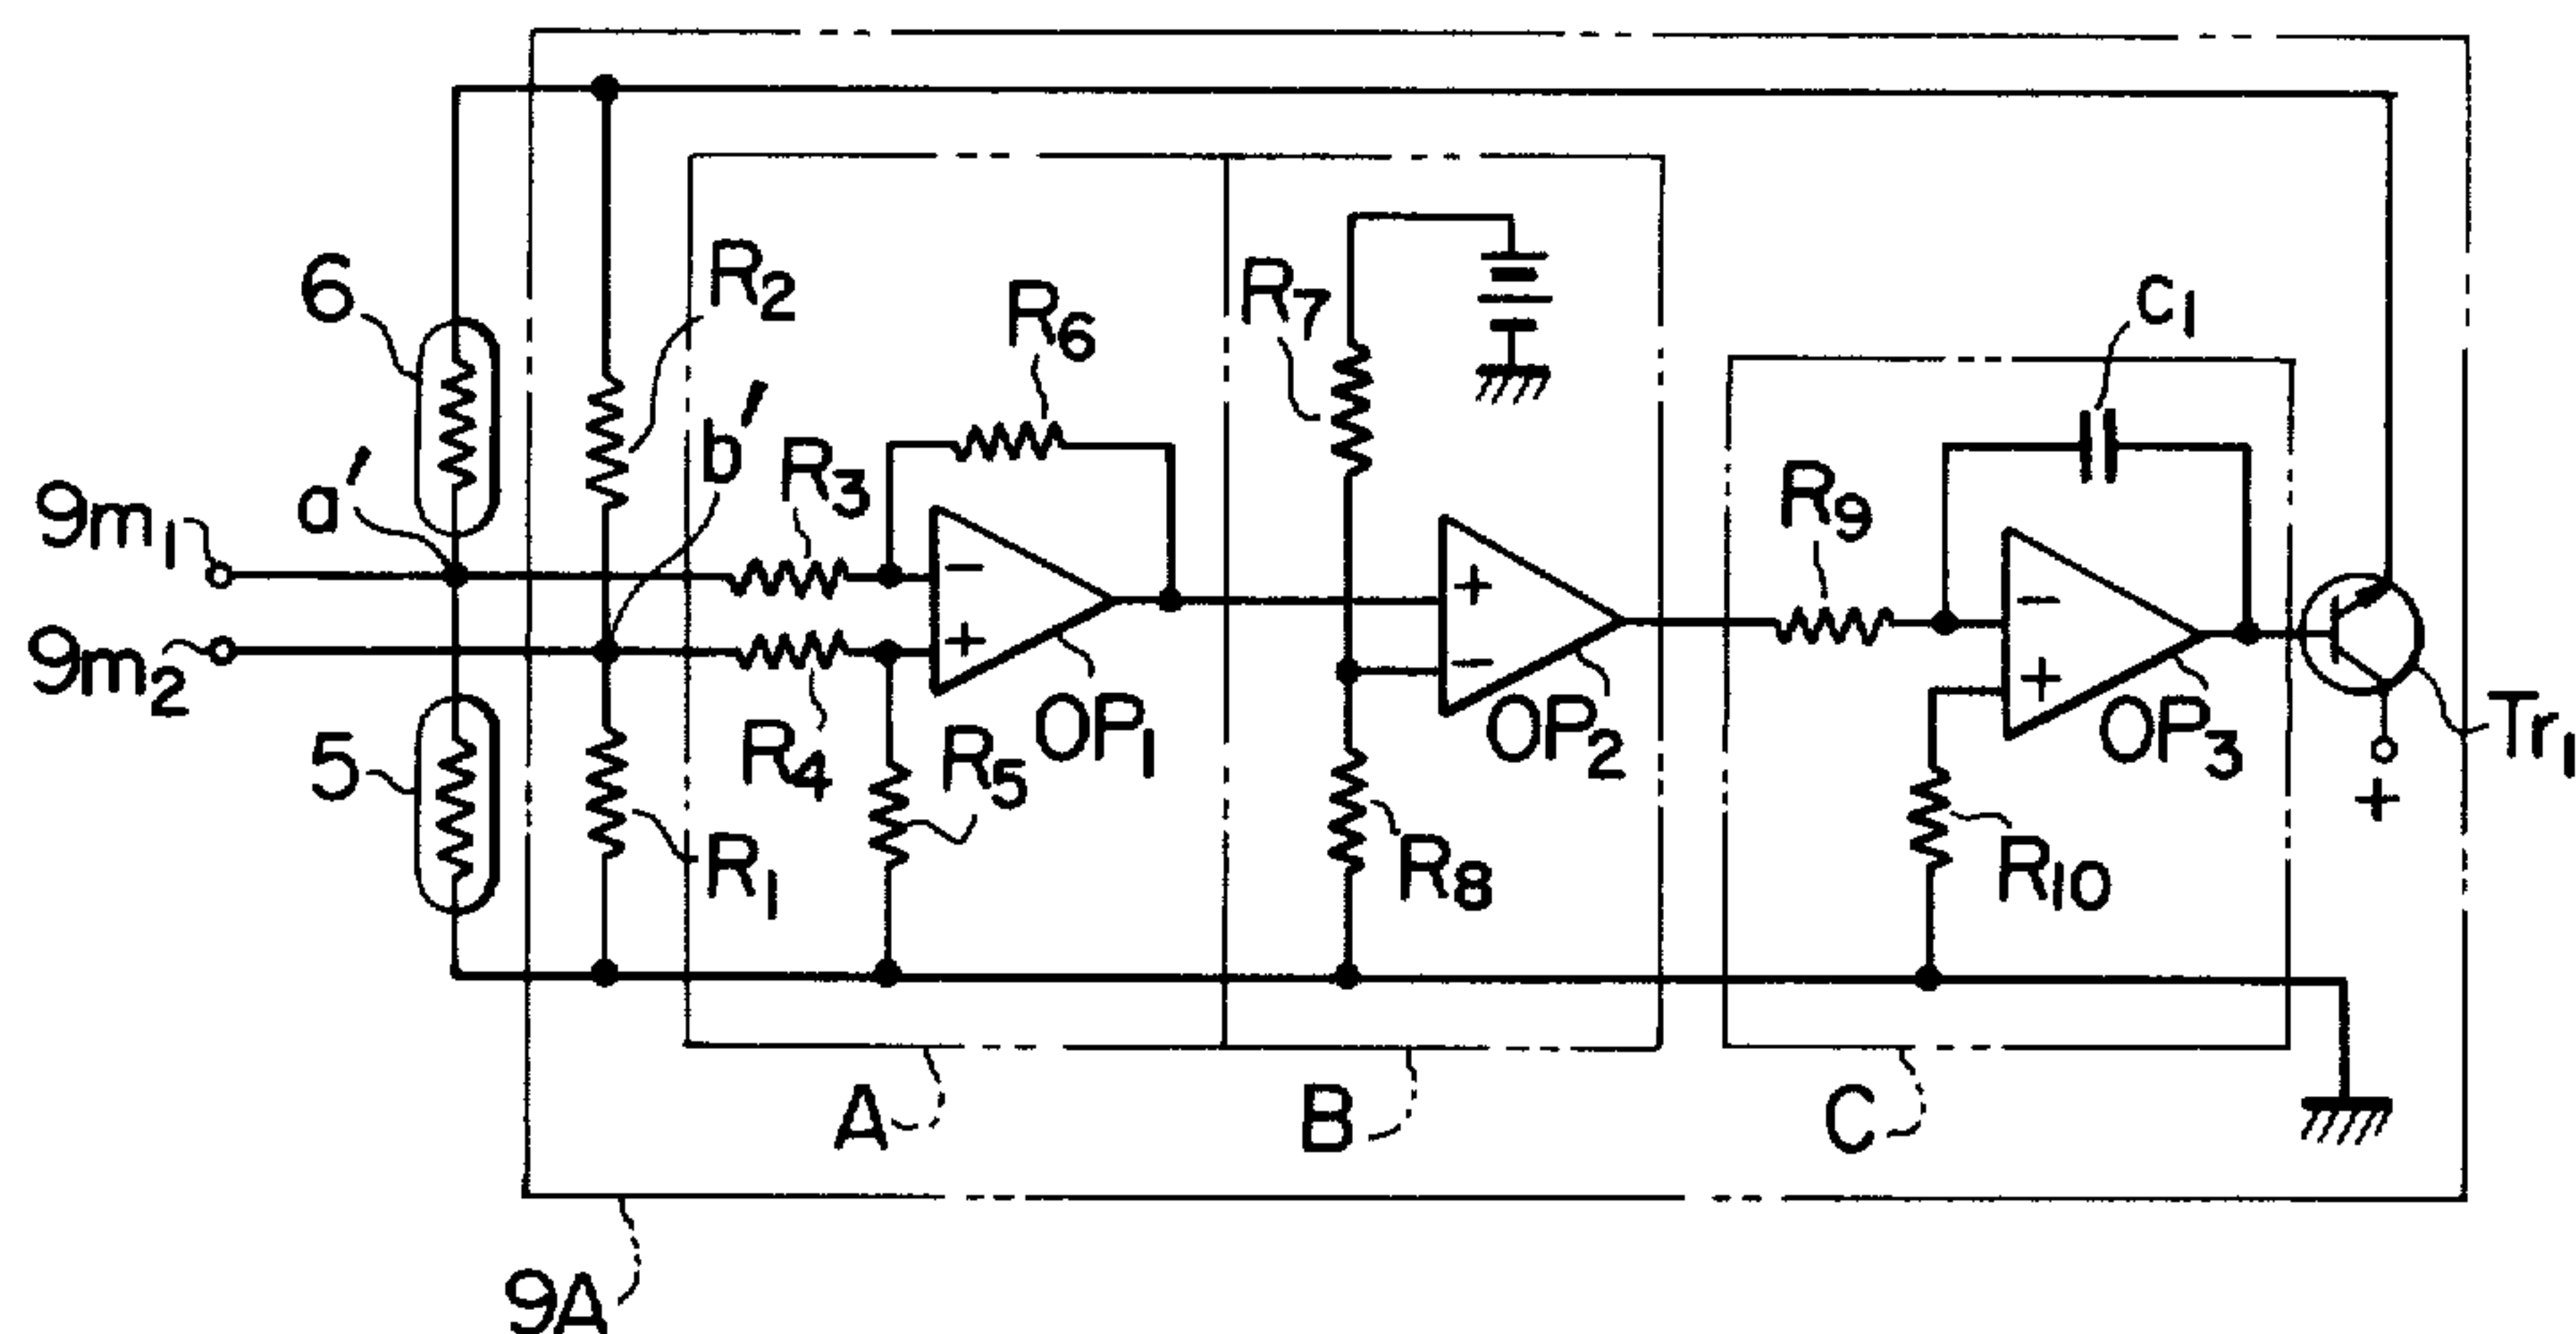 6
R2
R6
R7
C1
a'
b'
R3
R9
9m1
9m2
-
+
+
-
-
+
5
R4
R5
OP1
OP2
OP3
Tr1
+
R1
R8
R10
A
B
C
9A